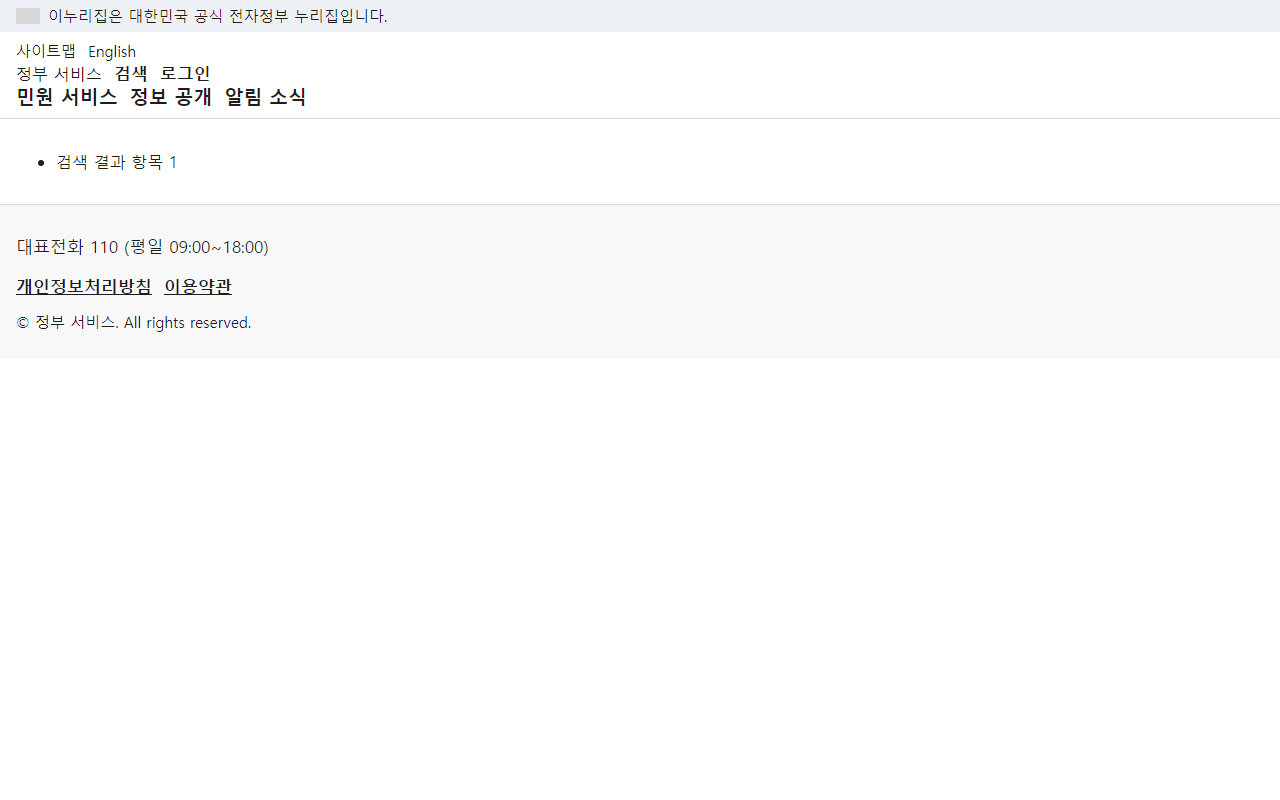 이누리집은 대한민국 공식 전자정부 누리집입니다.
사이트맵 English
정부 서비스 검색 로그인
민원 서비스 정보 공개 알림 소식
검색 결과 항목 1
대표전화 110 (평일 09:00~18:00)
개인정보처리방침 이용약관
© 정부 서비스. All rights reserved.